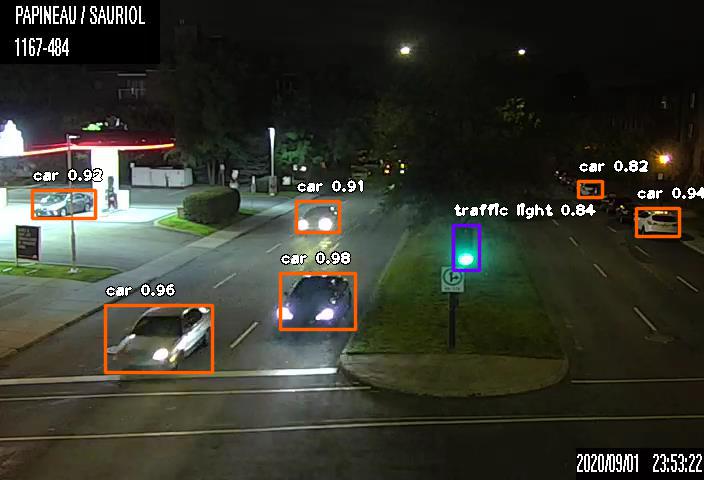 PAPINEAU / SAURIOL
1167-484
car 0.82
car 0.92
car 0.91
car 0.94
traffic light 0.84
car 0.98
car 0.96
2020/09/01 23:53:22